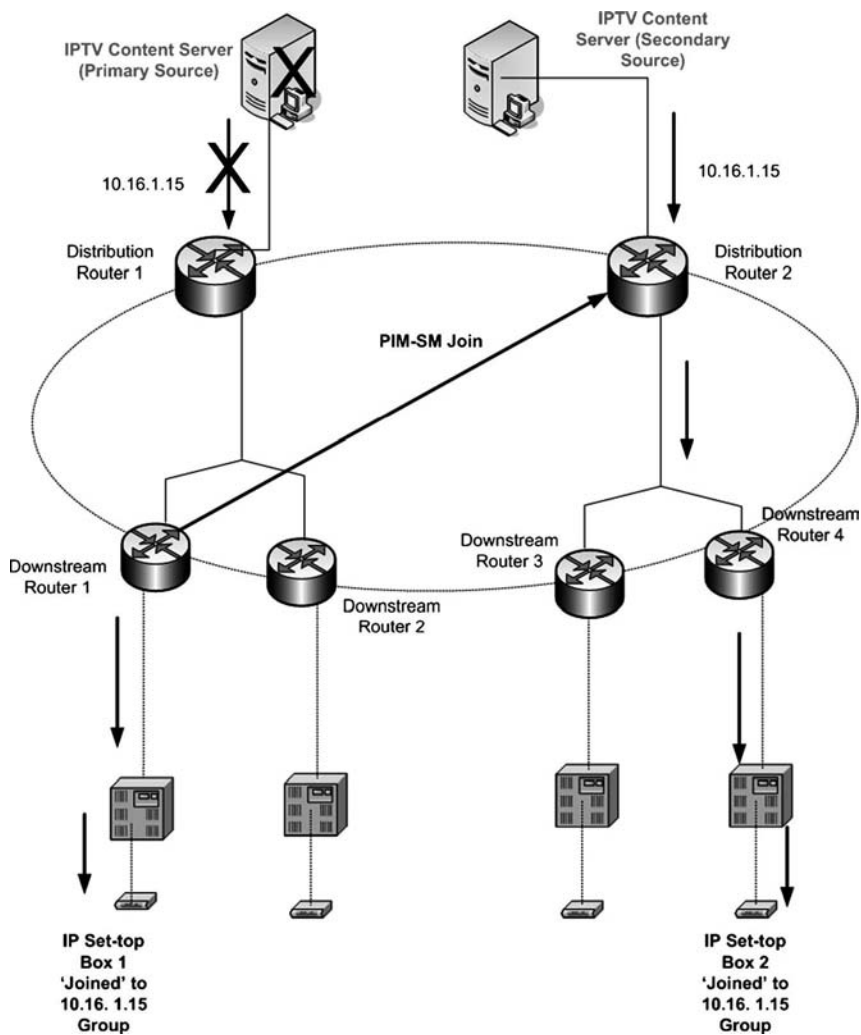 IPTV Content Server
(Primary Source)
IPTV Content
Server (Secondary
Source)
10.16.1.15
10.16.1.15
Distribution
Router 1
Distribution
Router 2
PIM-SM Join
Downstream
Router 1
Downstream
Router 2
Downstream
Router 3
Downstream
Router 4
IP Set-top
Box 1
‘Joined’ to
10.16. 1.15
Group
IP Set-top
Box 2
‘Joined’ to
10.16. 1.15
Group